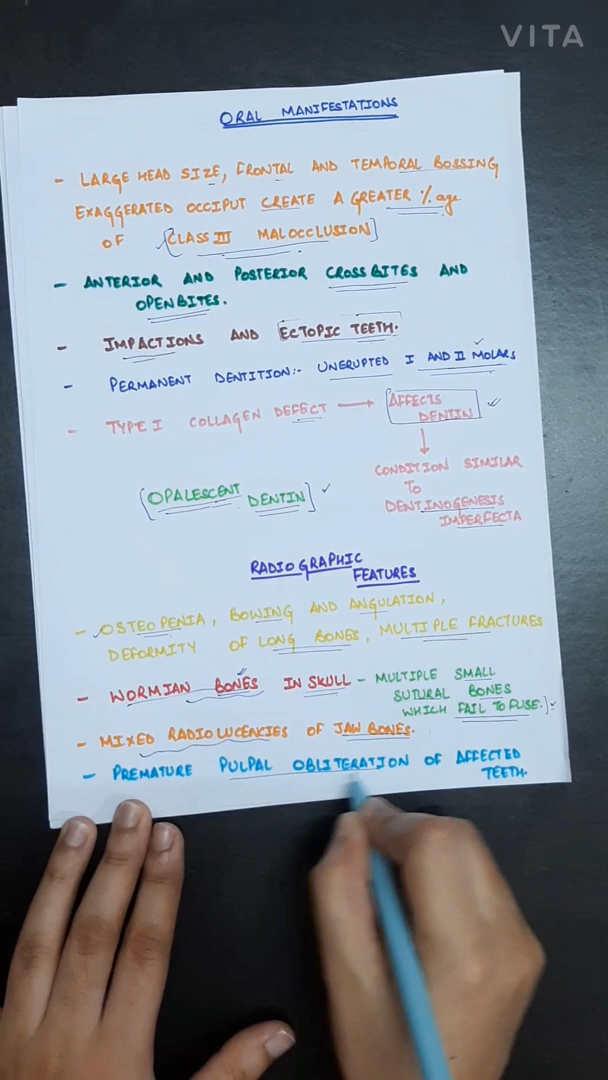 VITA
ORAL MANIFESTATIONS
- LARGE HEAD SIZE, FRONTAL AND TEMPORAL BOSSING
EXAGGERATED OCCIPUT CREATE A GREATER %age
OF [CLASS III MALOCCLUSION]
- ANTERIOR AND POSTERIOR CROSSBITES AND
OPENBITES.
- IMPACTIONS AND ECTOPIC TEETH.
- PERMANENT DENTITION:- UNERUPTED I AND II MOLARS
- TYPE I COLLAGEN DEFECT → AFFECTS
DENTIN
↓
CONDITION SIMILAR
TO
DENTINOGENESIS
IMPERFECTA
[OPALESCENT DENTIN]
RADIOGRAPHIC
FEATURES
- OSTEOPENIA, BOWING AND ANGULATION,
DEFORMITY OF LONG BONES, MULTIPLE FRACTURES
- WORMIAN BONES IN SKULL - MULTIPLE SMALL
SUTURAL BONES
WHICH FAIL TO FUSE.]
- MIXED RADIOLUCENCIES OF JAW BONES.
- PREMATURE PULPAL OBLITERATION OF AFFECTED
TEETH.